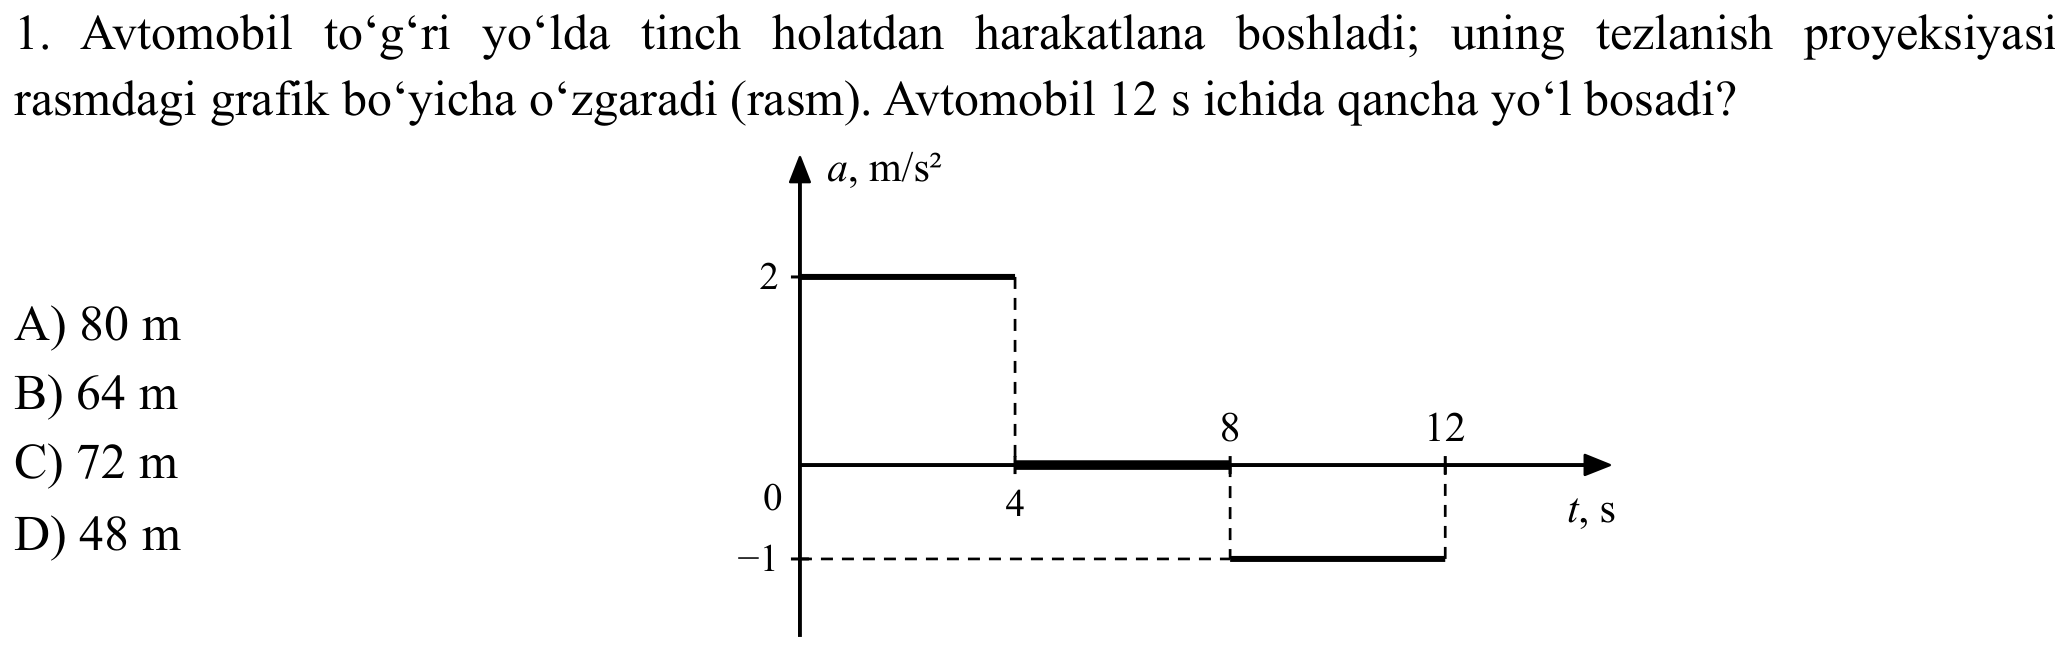 1. Avtomobil to‘g‘ri yo‘lda tinch holatdan harakatlana boshladi; uning tezlanish proyeksiyasi
rasmdagi grafik bo‘yicha o‘zgaradi (rasm). Avtomobil 12 s ichida qancha yo‘l bosadi?
a, m/s²
2
A) 80 m
B) 64 m
C) 72 m
D) 48 m
8
12
0
4
t, s
−1